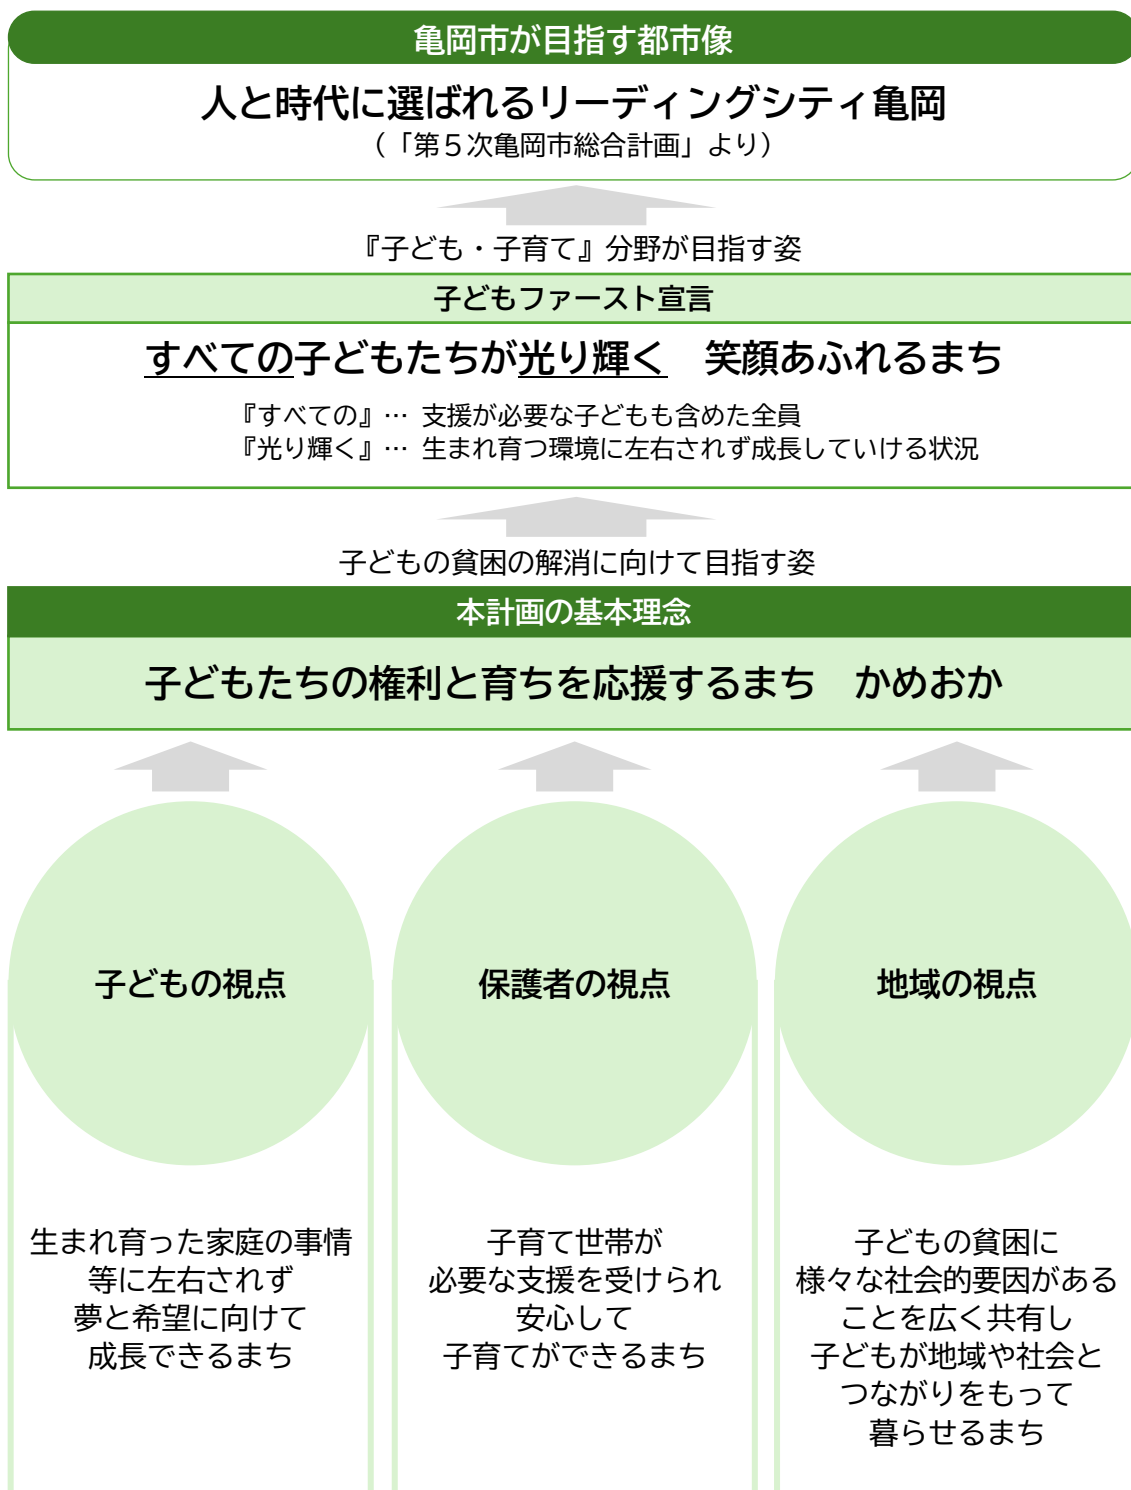 亀岡市が目指す都市像
人と時代に選ばれるリーディングシティ亀岡
（「第５次亀岡市総合計画」より）
『子ども・子育て』分野が目指す姿
子どもファースト宣言
すべての子どもたちが光り輝く　笑顔あふれるまち
『すべての』… 支援が必要な子どもも含めた全員
『光り輝く』… 生まれ育つ環境に左右されず成長していける状況
子どもの貧困の解消に向けて目指す姿
本計画の基本理念
子どもたちの権利と育ちを応援するまち　かめおか
子どもの視点
生まれ育った家庭の事情
等に左右されず
夢と希望に向けて
成長できるまち
保護者の視点
子育て世帯が
必要な支援を受けられ
安心して
子育てができるまち
地域の視点
子どもの貧困に
様々な社会的要因がある
ことを広く共有し
子どもが地域や社会と
つながりをもって
暮らせるまち